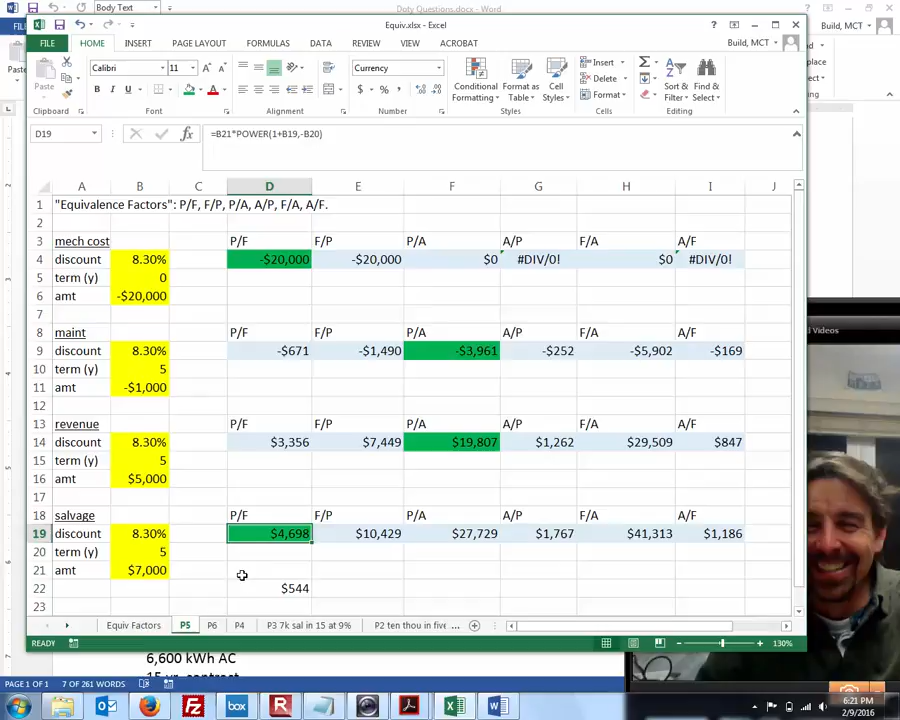 Doty Questions.docx - Word
Body Text
Equiv.xlsx - Excel
Build, MCT
FILE HOME INSERT PAGE LAYOUT FORMULAS DATA REVIEW VIEW ACROBAT Build, MCT
Paste Calibri 11 Currency Conditional Formatting Format as Table Cell Styles Insert Delete Format Sort & Filter Find & Select
Clipboard Font Alignment Number Styles Cells Editing
D19 fx =B21*POWER(1+B19,-B20)
A B C D E F G H I J
1 "Equivalence Factors": P/F, F/P, P/A, A/P, F/A, A/F.
2
3 mech cost P/F F/P P/A A/P F/A A/F
4 discount 8.30% -$20,000 -$20,000 $0 #DIV/0! $0 #DIV/0!
5 term (y) 0
6 amt -$20,000
7
8 maint P/F F/P P/A A/P F/A A/F
9 discount 8.30% -$671 -$1,490 -$3,961 -$252 -$5,902 -$169
10 term (y) 5
11 amt -$1,000
12
13 revenue P/F F/P P/A A/P F/A A/F
14 discount 8.30% $3,356 $7,449 $19,807 $1,262 $29,509 $847
15 term (y) 5
16 amt $5,000
17
18 salvage P/F F/P P/A A/P F/A A/F
19 discount 8.30% $4,698 $10,429 $27,729 $1,767 $41,313 $1,186
20 term (y) 5
21 amt $7,000
22 $544
23
Equiv Factors P5 P6 P4 P3 7k sal in 15 at 9% P2 ten thou in five ...
READY 130%
6,600 kWh AC
15 yr. contract
PAGE 1 OF 1 7 OF 261 WORDS
box
6:21 PM
2/9/2016